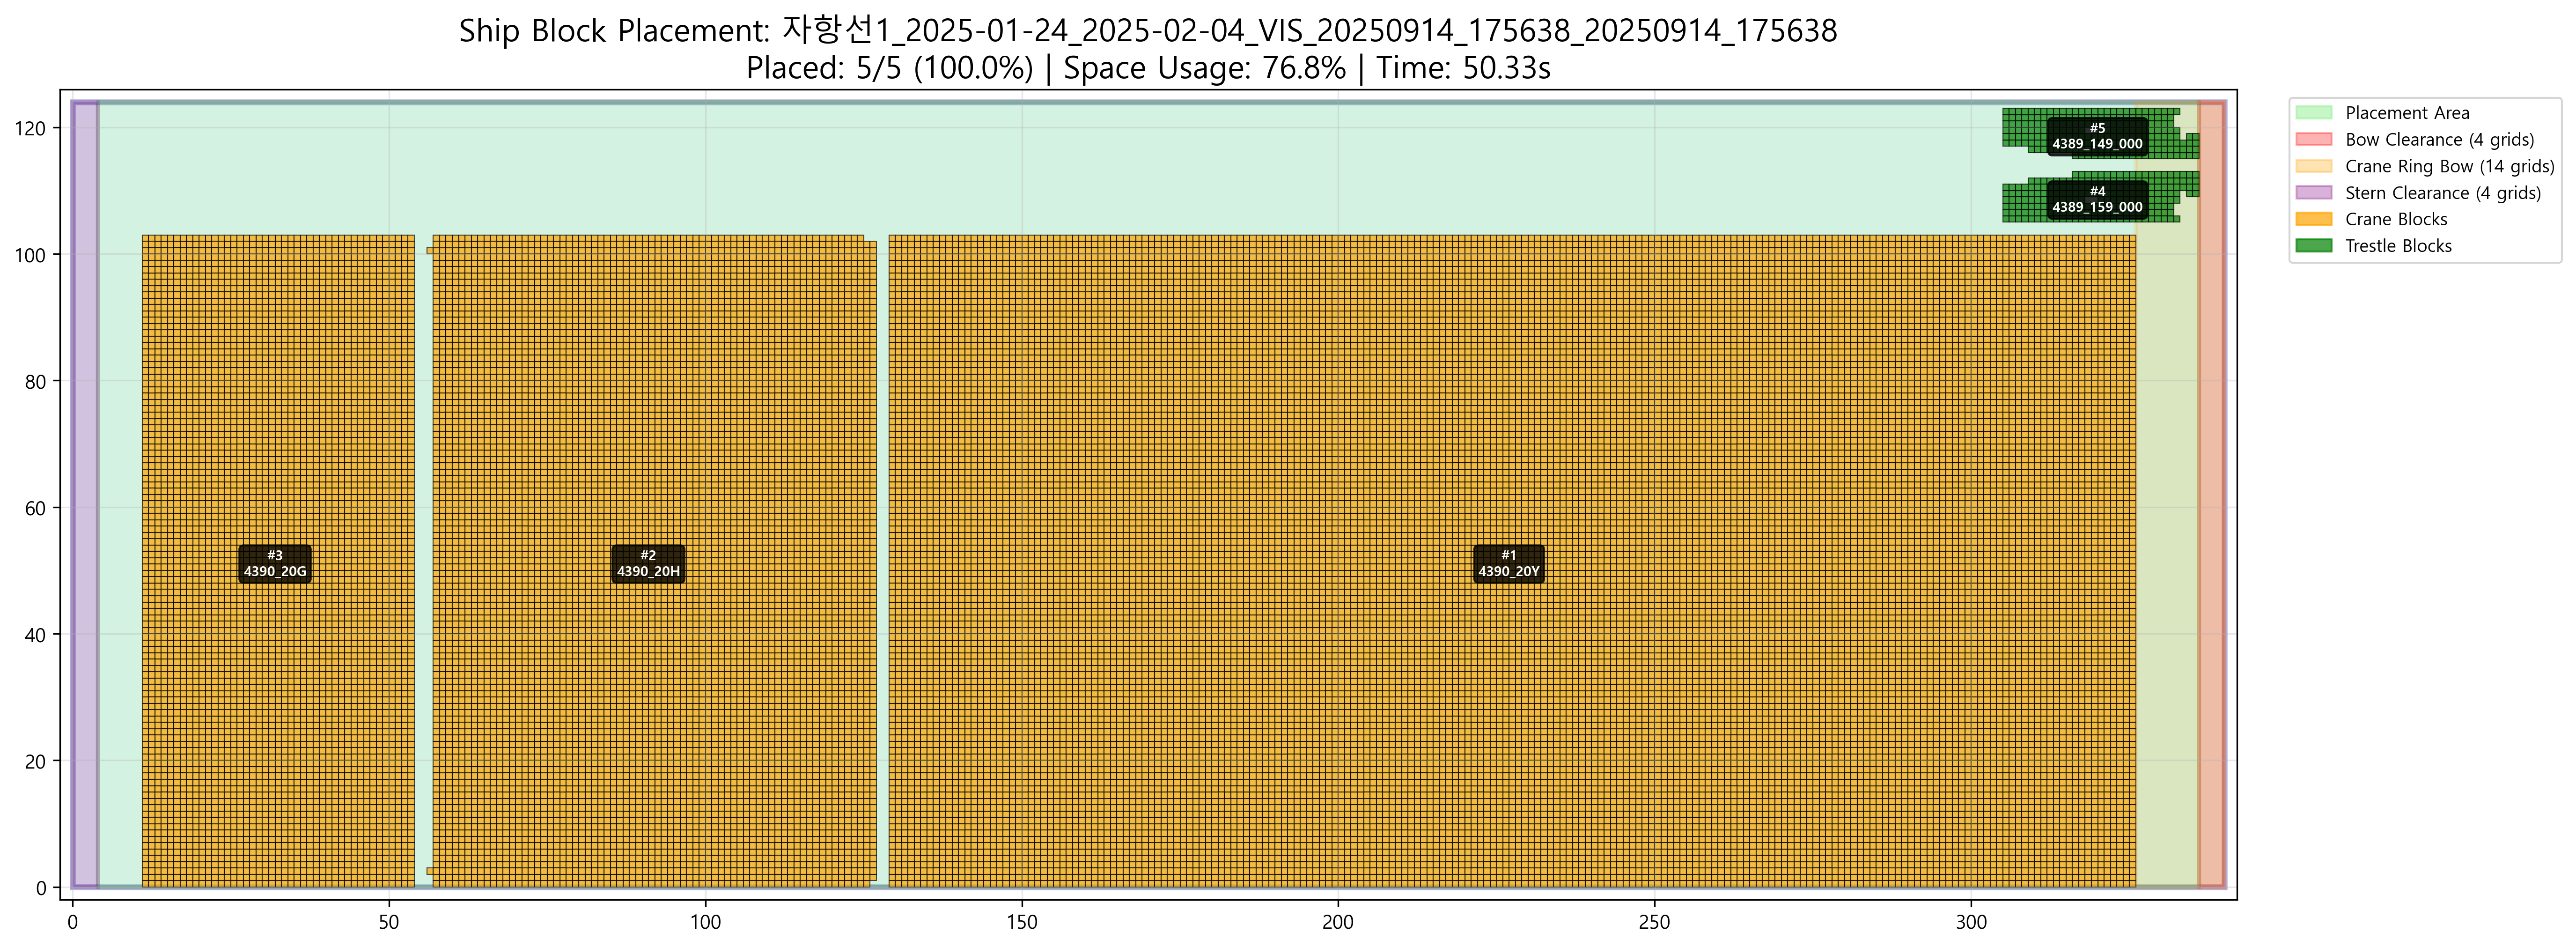 Ship Block Placement: 자항선1_2025-01-24_2025-02-04_VIS_20250914_175638_20250914_175638
Placed: 5/5 (100.0%) | Space Usage: 76.8% | Time: 50.33s
120
100
80
60
40
20
0
0
50
100
150
200
250
300
#5
4389_149_000
#4
4389_159_000
#3
4390_20G
#2
4390_20H
#1
4390_20Y
Placement Area
Bow Clearance (4 grids)
Crane Ring Bow (14 grids)
Stern Clearance (4 grids)
Crane Blocks
Trestle Blocks